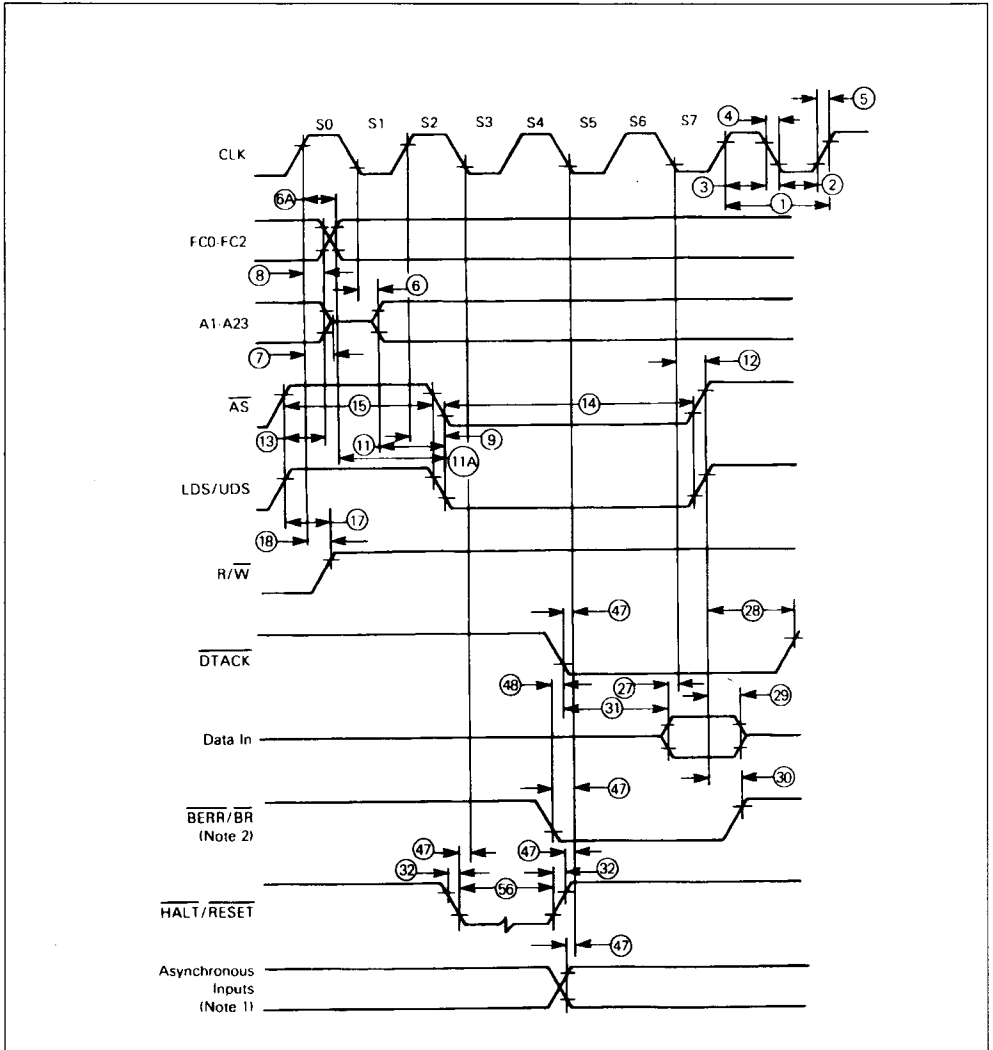 S0 S1 S2 S3 S4 S5 S6 S7
4 5
CLK
3 2
1
6A
FC0-FC2
8 6
A1-A23
7 12
AS
15 14
13 11 9
11A
LDS/UDS
17
18
R/W
47 28
DTACK
48 27 29
31
Data In
47 30
BERR/BR
(Note 2)
47 47
32 56 32
HALT/RESET
47
Asynchronous
Inputs
(Note 1)